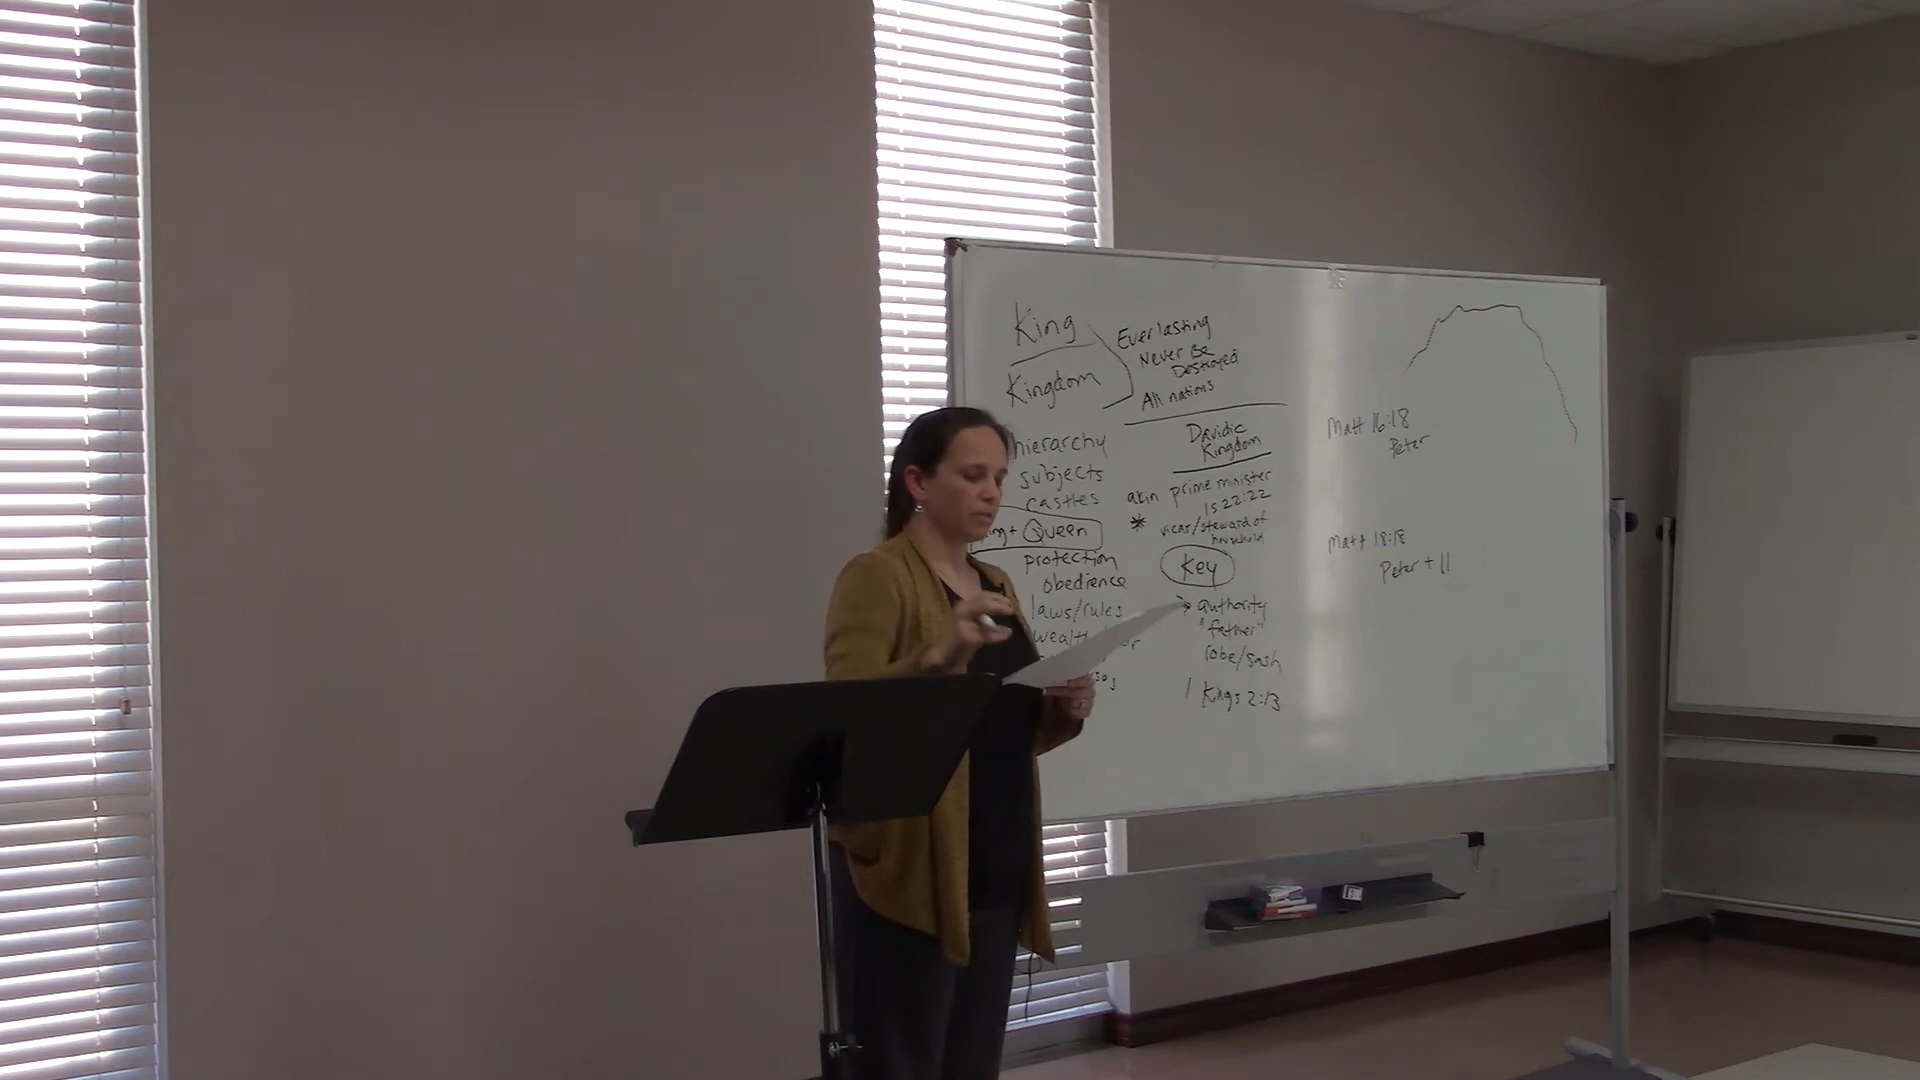 King
Kingdom
Everlasting
Never Be
Destroyed
All nations
hierarchy
subjects
castles
Queen
protection
obedience
laws/rules
Davidic
Kingdom
akin prime minister
Is 22:22
* vicar/steward of
household
Key
authority
"father"
robe/sash
1 Kings 2:13
Matt 16:18
Peter
Matt 18:18
Peter + 11